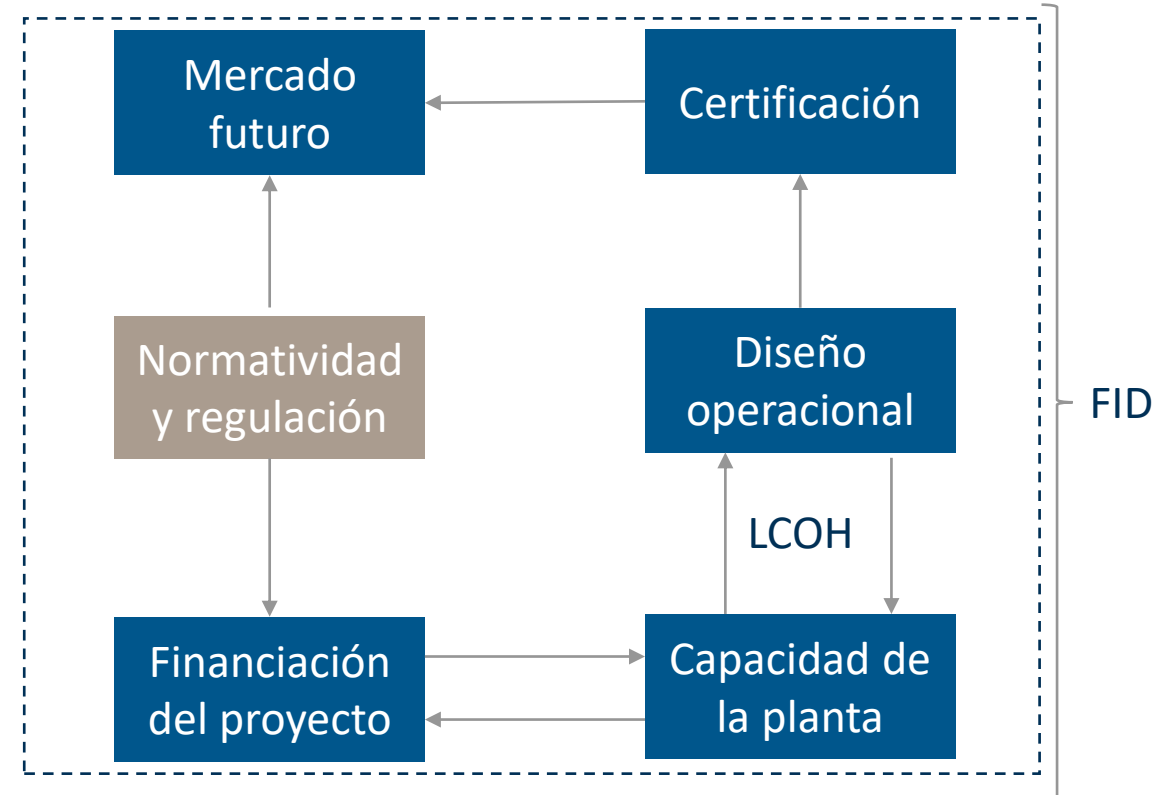 Mercado
futuro
Certificación
Normatividad
y regulación
Diseño
operacional
FID
LCOH
Financiación
del proyecto
Capacidad de
la planta